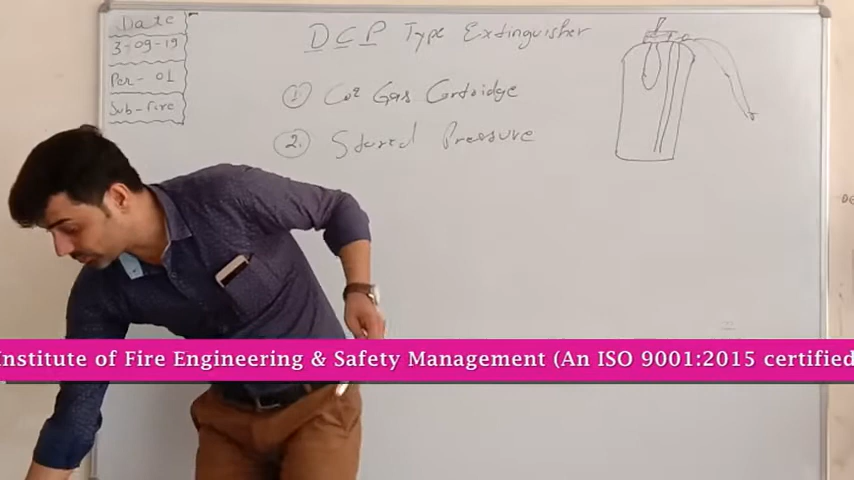 Date
3-09-19
Per- 01
Sub-Fire
DCP Type Extinguisher
1 Co2 Gas Cartridge
2. Stored Pressure
Institute of Fire Engineering & Safety Management (An ISO 9001:2015 certified